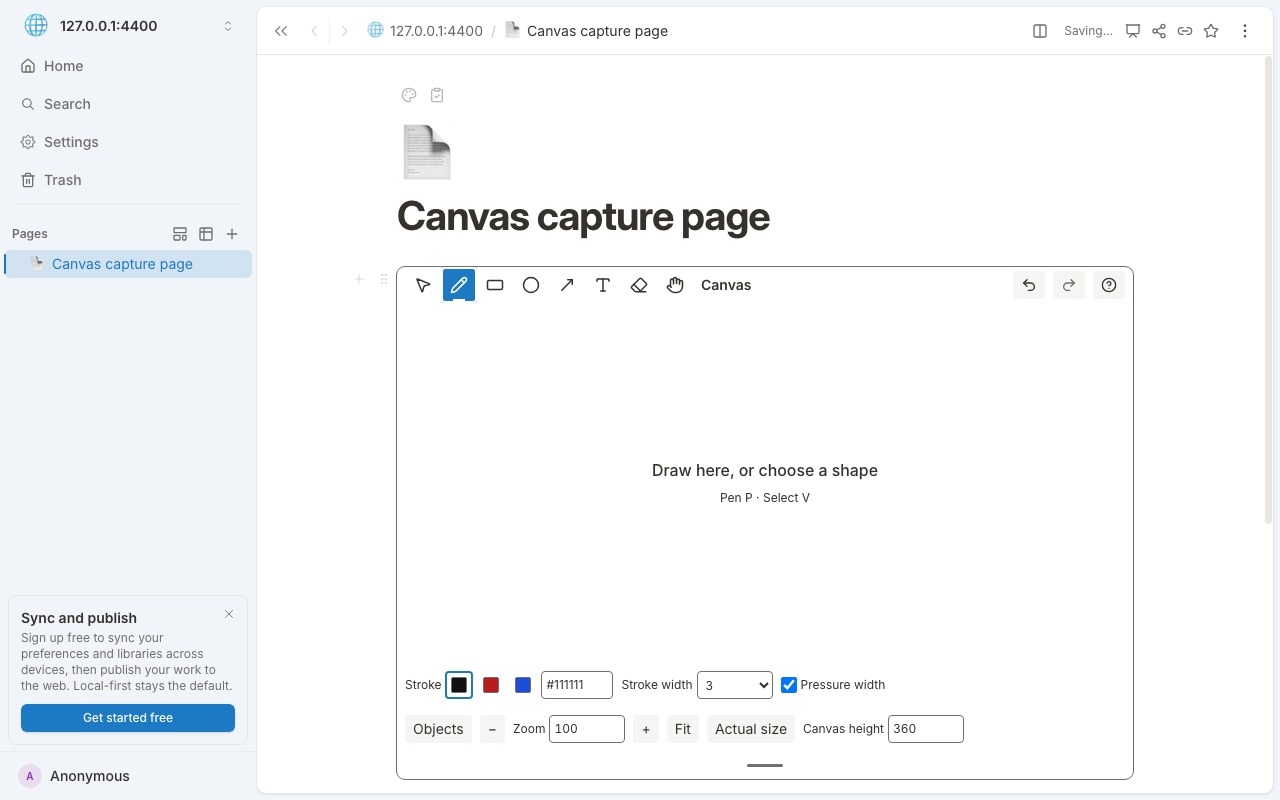 127.0.0.1:4400
Home
Search
Settings
Trash
Pages
Canvas capture page
Sync and publish
Sign up free to sync your
preferences and libraries across
devices, then publish your work to
the web. Local-first stays the default.
Get started free
A Anonymous
127.0.0.1:4400 / Canvas capture page
Saving...
Canvas capture page
Canvas
Draw here, or choose a shape
Pen P · Select V
Stroke #111111 Stroke width 3 Pressure width
Objects − Zoom 100 + Fit Actual size Canvas height 360